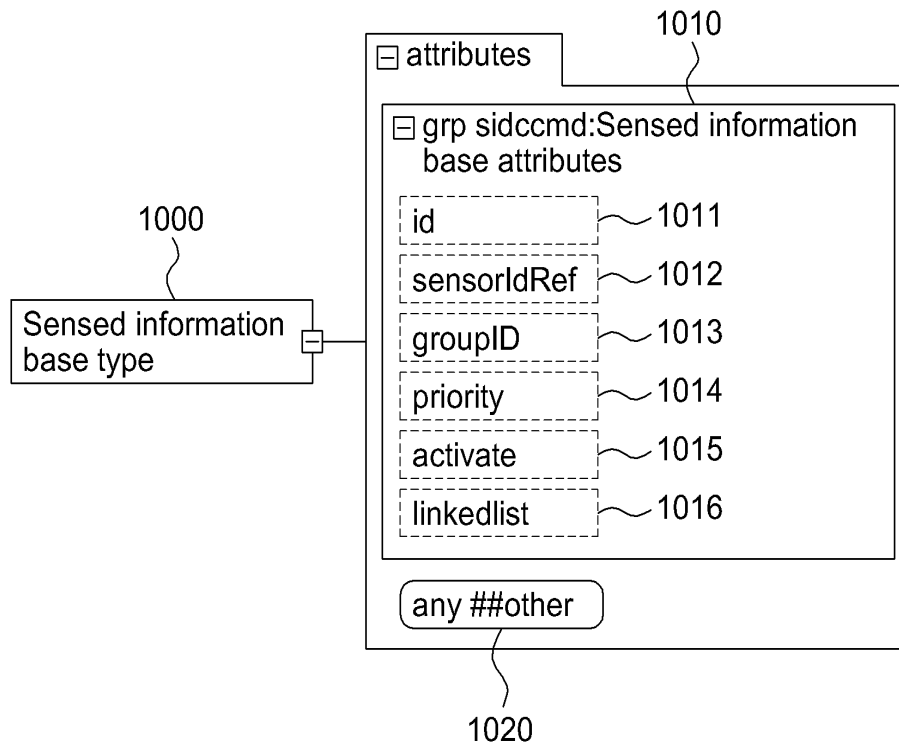 1010
attributes
grp sidccmd:Sensed information
base attributes
1000
id
1011
sensorIdRef
1012
Sensed information
base type
groupID
1013
priority
1014
activate
1015
linkedlist
1016
any ##other
1020